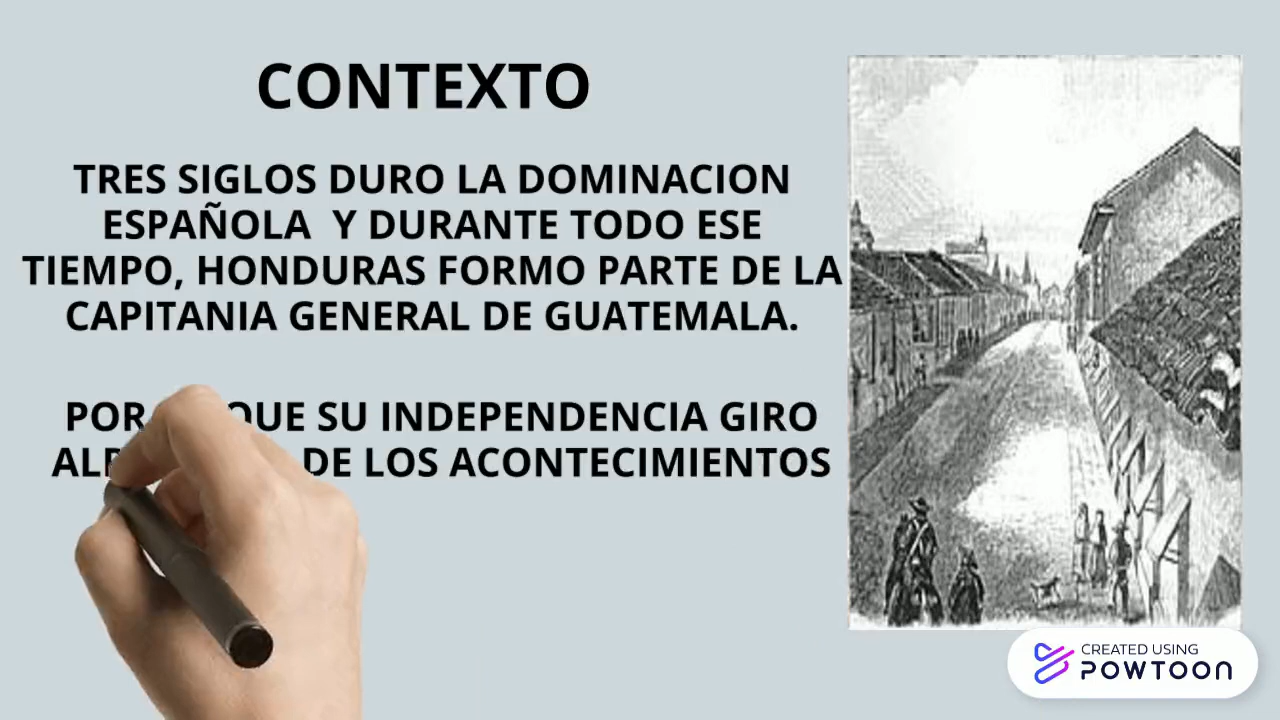 CONTEXTO
TRES SIGLOS DURO LA DOMINACION
ESPAÑOLA Y DURANTE TODO ESE
TIEMPO, HONDURAS FORMO PARTE DE LA
CAPITANIA GENERAL DE GUATEMALA.
POR QUE SU INDEPENDENCIA GIRO
DE LOS ACONTECIMIENTOS
CREATED USING
POWTOON